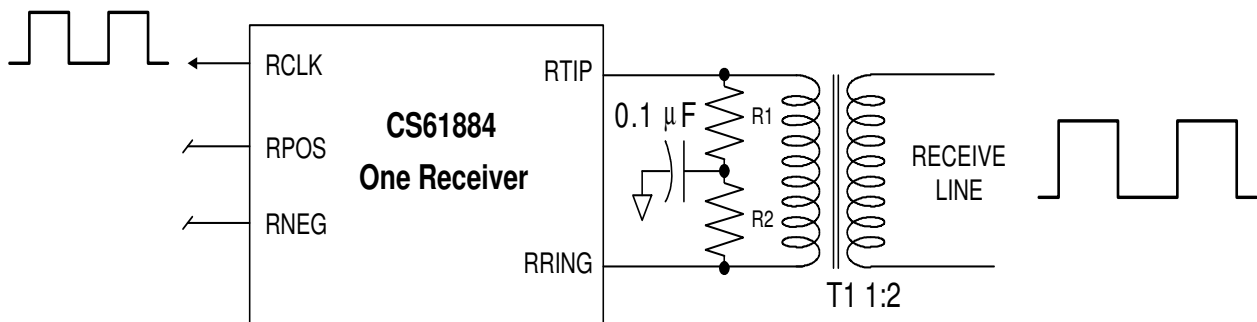 RCLK
RTIP
0.1 μF
R1
CS61884
One Receiver
RPOS
RECEIVE
LINE
RNEG
R2
RRING
T1 1:2